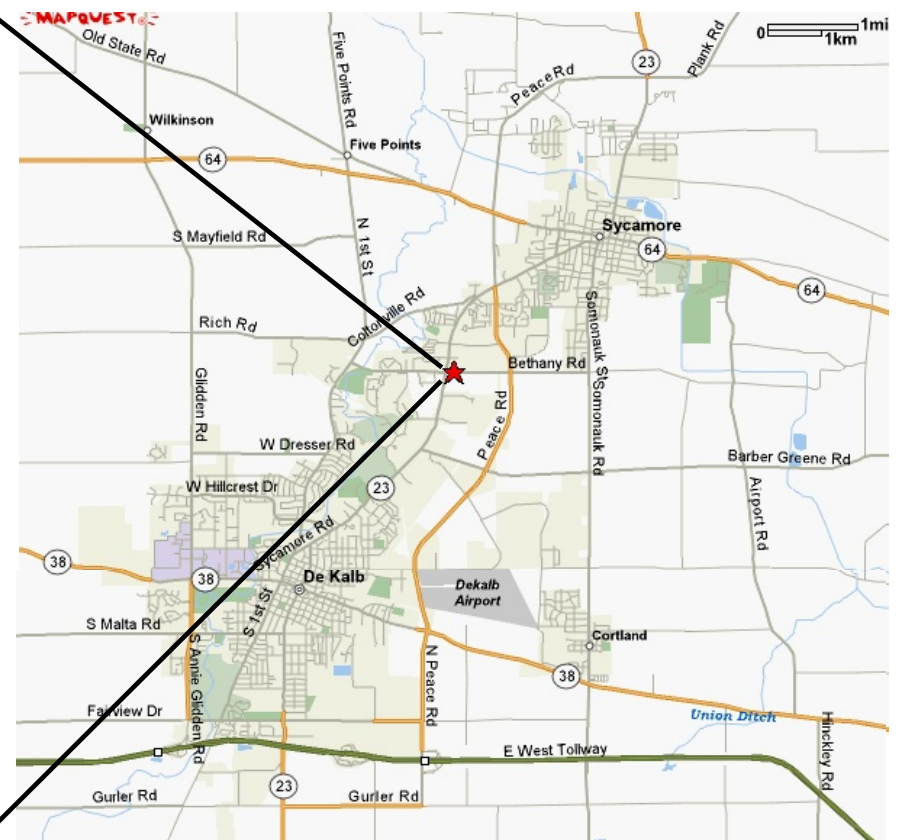 MAPQUEST
Old State Rd
Five Points Rd
23
Plank Rd
0
1mi
1km
Peace Rd
Wilkinson
Five Points
64
S Mayfield Rd
N 1st St
Sycamore
64
64
Rich Rd
Coltonville Rd
Somonauk St
Bethany Rd
Glidden Rd
Somonauk Rd
Peace Rd
W Dresser Rd
Barber Greene Rd
W Hillcrest Dr
23
Airport Rd
Sycamore Rd
38
38
De Kalb
Dekalb
Airport
S 1st St
S Malta Rd
Cortland
S Annie Glidden Rd
N Peace Rd
38
Fairview Dr
Union Ditch
Hinckley Rd
E West Tollway
23
Gurler Rd
Gurler Rd